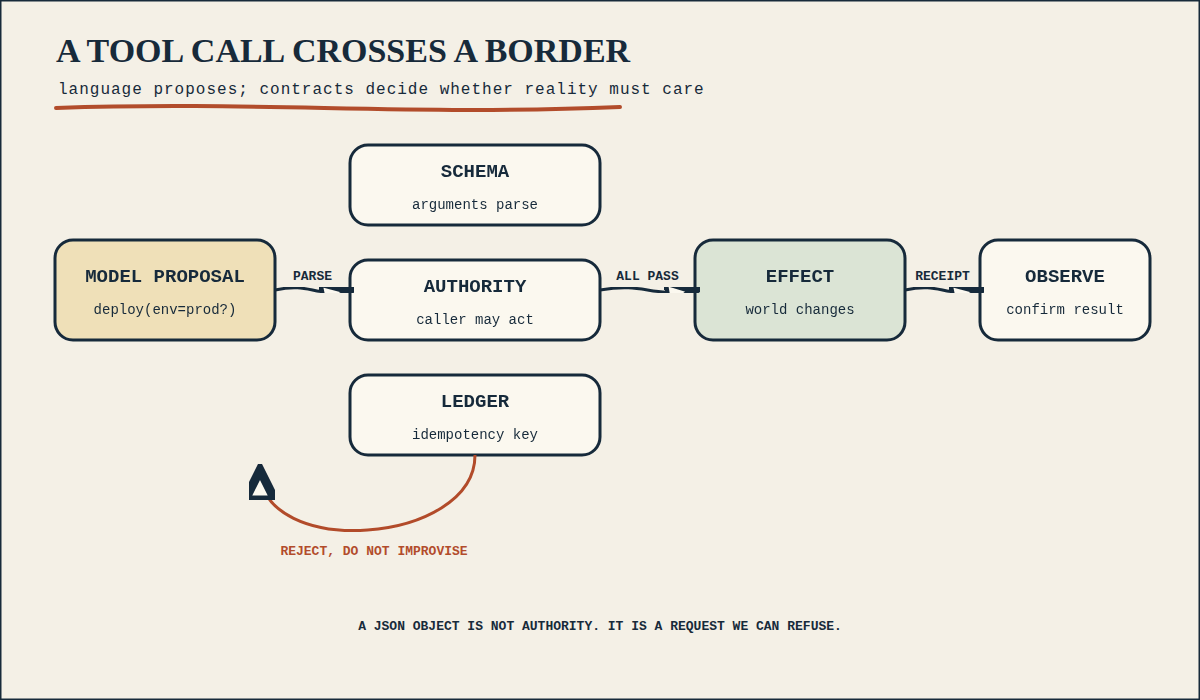 A TOOL CALL CROSSES A BORDER
language proposes; contracts decide whether reality must care
SCHEMA
arguments parse
MODEL PROPOSAL
deploy(env=prod?)
PARSE
AUTHORITY
caller may act
ALL PASS
EFFECT
world changes
RECEIPT
OBSERVE
confirm result
LEDGER
idempotency key
REJECT, DO NOT IMPROVISE
A JSON OBJECT IS NOT AUTHORITY. IT IS A REQUEST WE CAN REFUSE.